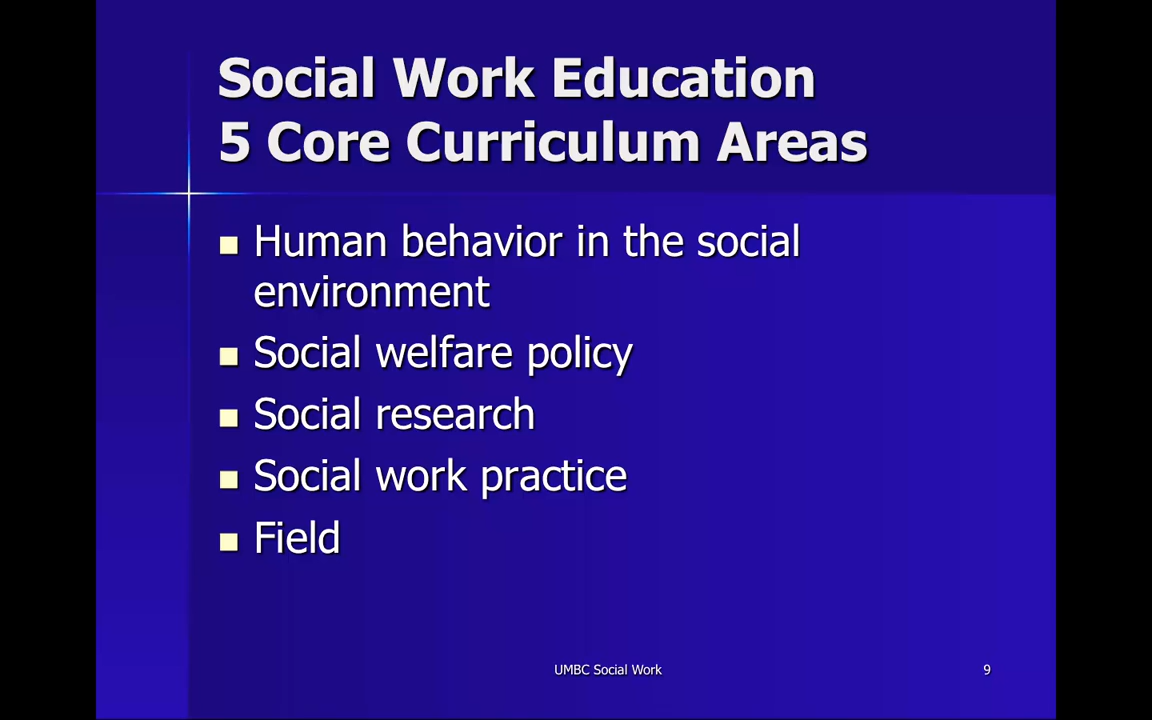 Social Work Education
5 Core Curriculum Areas
Human behavior in the social
environment
Social welfare policy
Social research
Social work practice
Field
UMBC Social Work
9